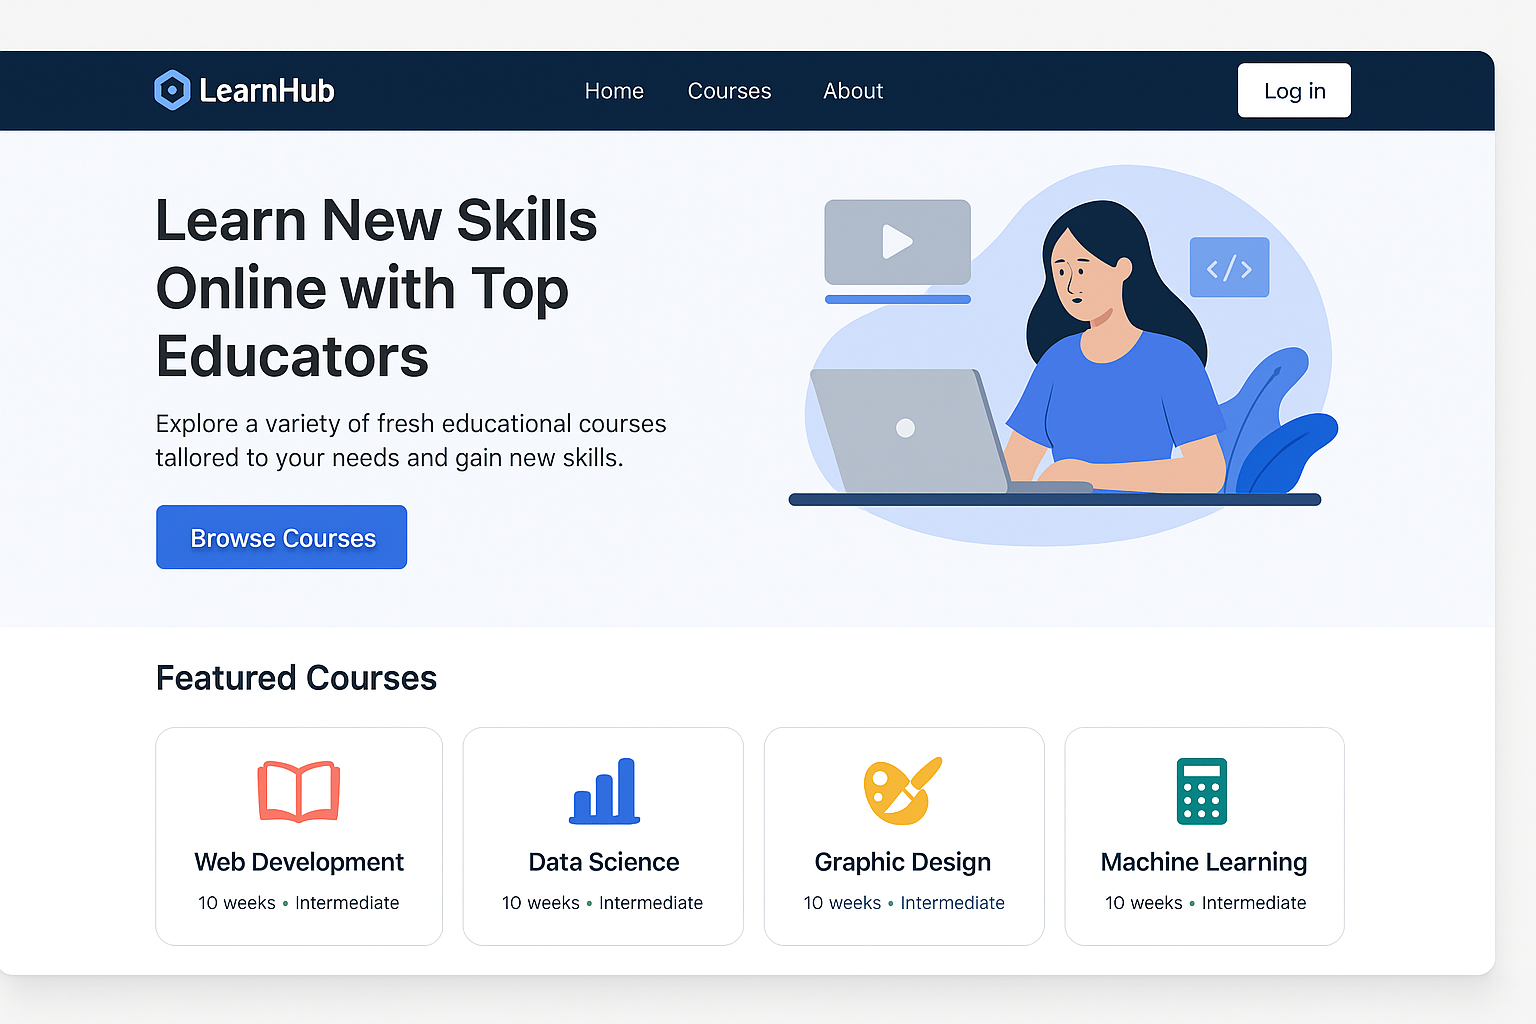 LearnHub
Home
Courses
About
Log in
Learn New Skills
Online with Top
Educators
Explore a variety of fresh educational courses
tallored to your needs and gain new skills.
Browse Courses
</>
Featured Courses
Web Development
10 weeks • Intermediate
Data Science
10 weeks • Intermediate
Graphic Design
10 weeks • Intermediate
Machine Learning
10 weeks • Intermediate